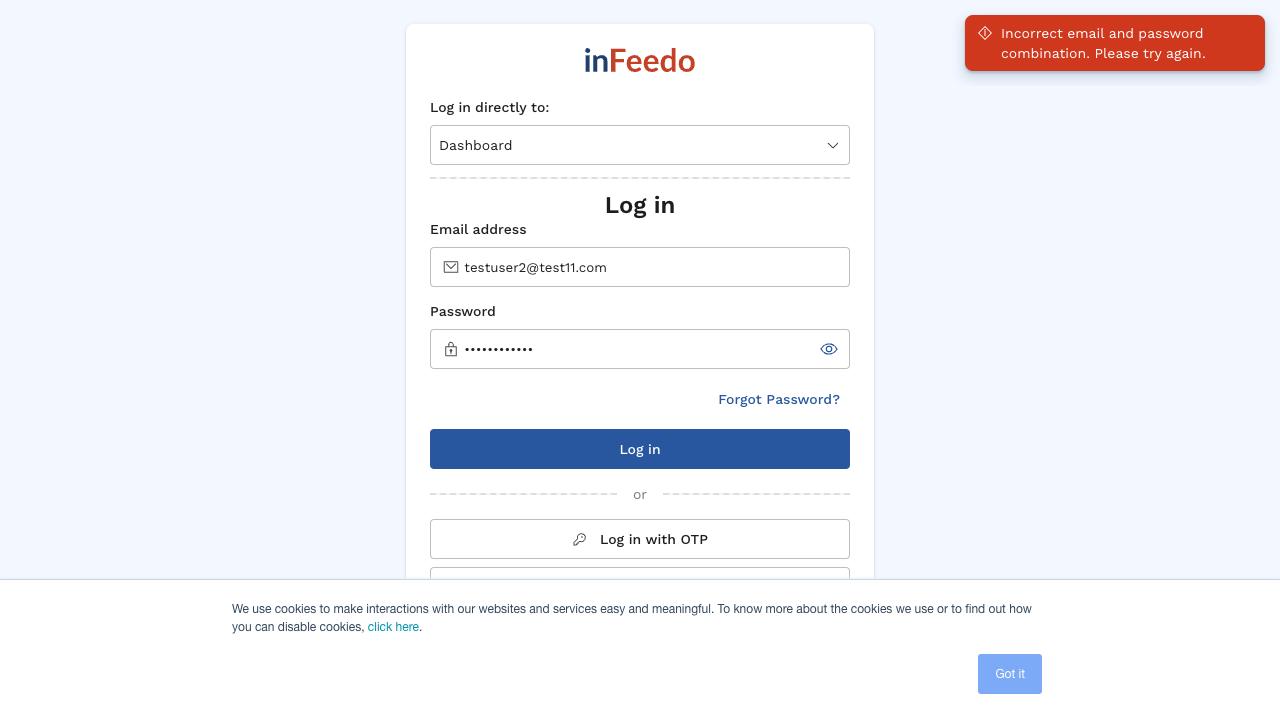 inFeedo
Incorrect email and password
combination. Please try again.
Log in directly to:
Dashboard
Log in
Email address
testuser2@test11.com
Password
••••••••••••
Forgot Password?
Log in
or
Log in with OTP
We use cookies to make interactions with our websites and services easy and meaningful. To know more about the cookies we use or to find out how
you can disable cookies, click here.
Got it